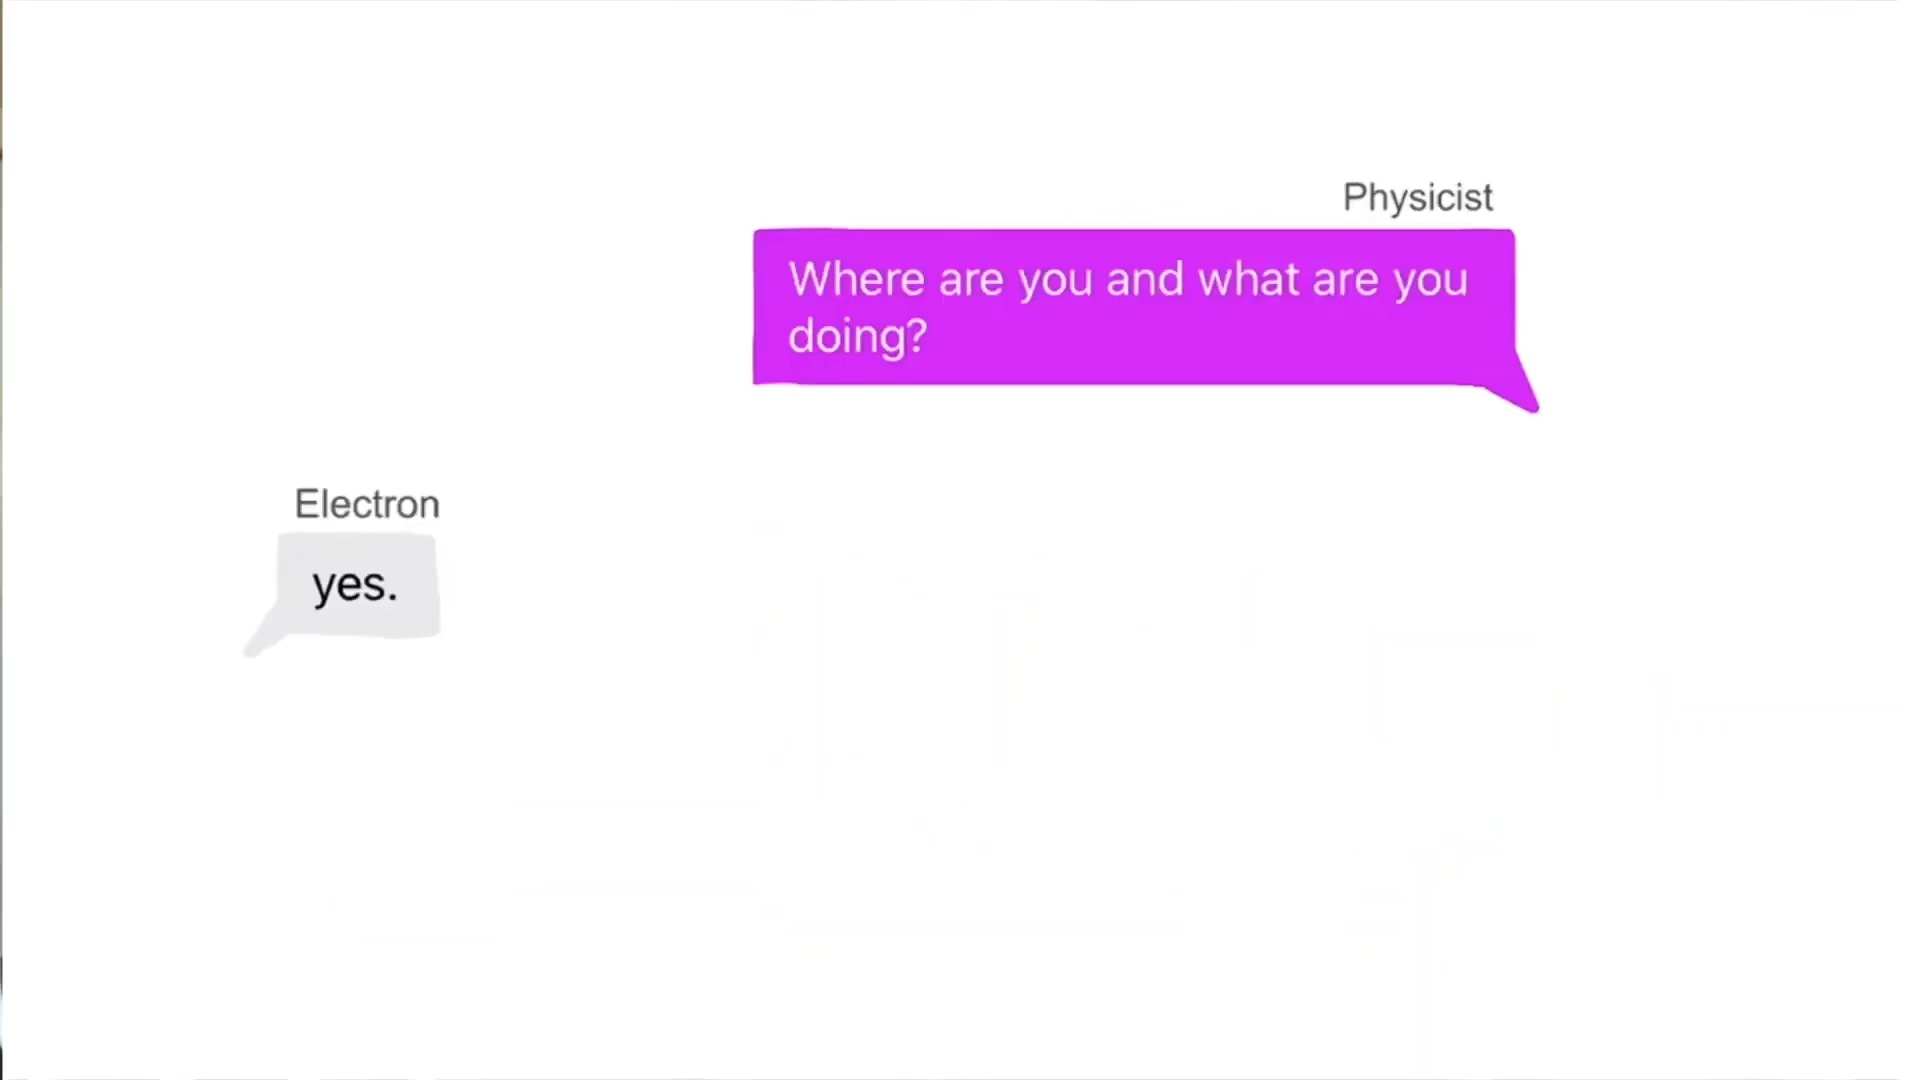 Physicist
Where are you and what are you
doing?
Electron
yes.